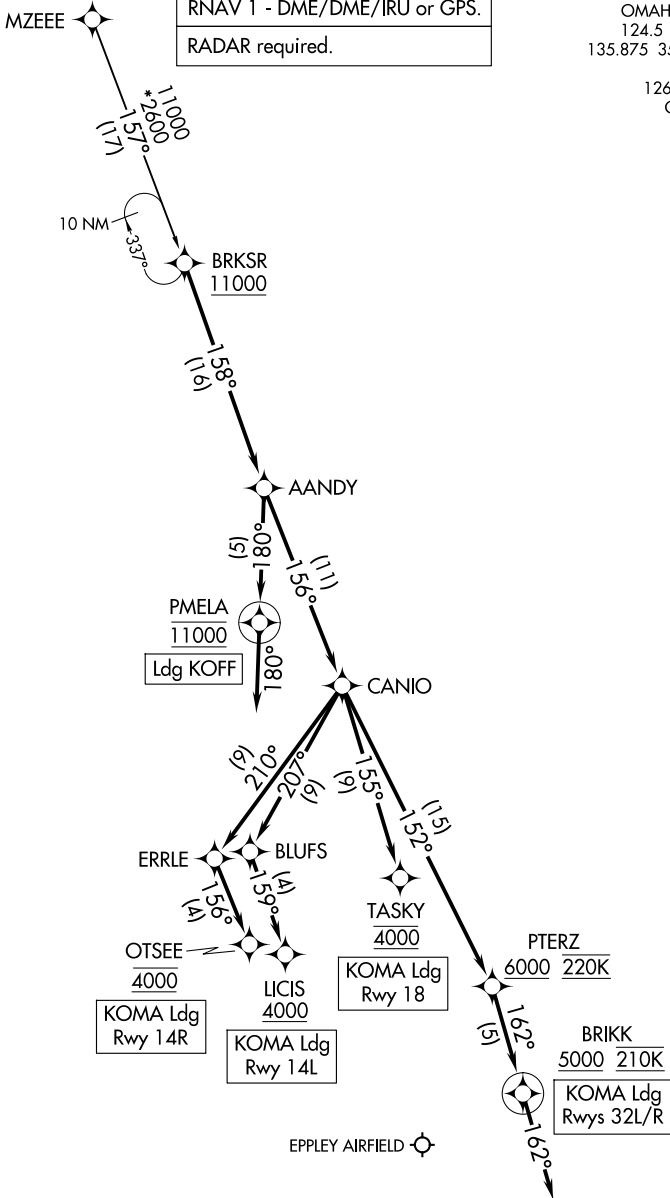 MZEEE
RNAV 1 - DME/DME/IRU or GPS.
RADAR required.
OMAH
124.5
135.875 35
126
11000
*2600
157°
(17)
10 NM
337°
BRKSR
11000
158°
(16)
AANDY
(5)
180°
156°
(11)
PMELA
11000
Ldg KOFF
180°
CANIO
(9)
210°
207°
(9)
155°
(9)
(15)
152°
ERRLE
BLUFS
156°
(4)
(4)
159°
TASKY
4000
KOMA Ldg
Rwy 18
OTSEE
4000
KOMA Ldg
Rwy 14R
LICIS
4000
KOMA Ldg
Rwy 14L
PTERZ
6000 220K
162°
(5)
BRIKK
5000 210K
KOMA Ldg
Rwys 32L/R
162°
EPPLEY AIRFIELD